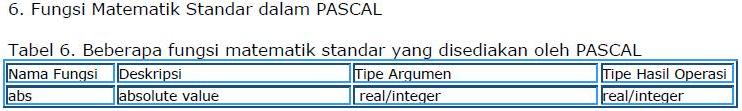 6. Fungsi Matematik Standar dalam PASCAL
Tabel 6. Beberapa fungsi matematik standar yang disediakan oleh PASCAL
Nama Fungsi Deskripsi Tipe Argumen Tipe Hasil Operasi
abs absolute value real/integer real/integer